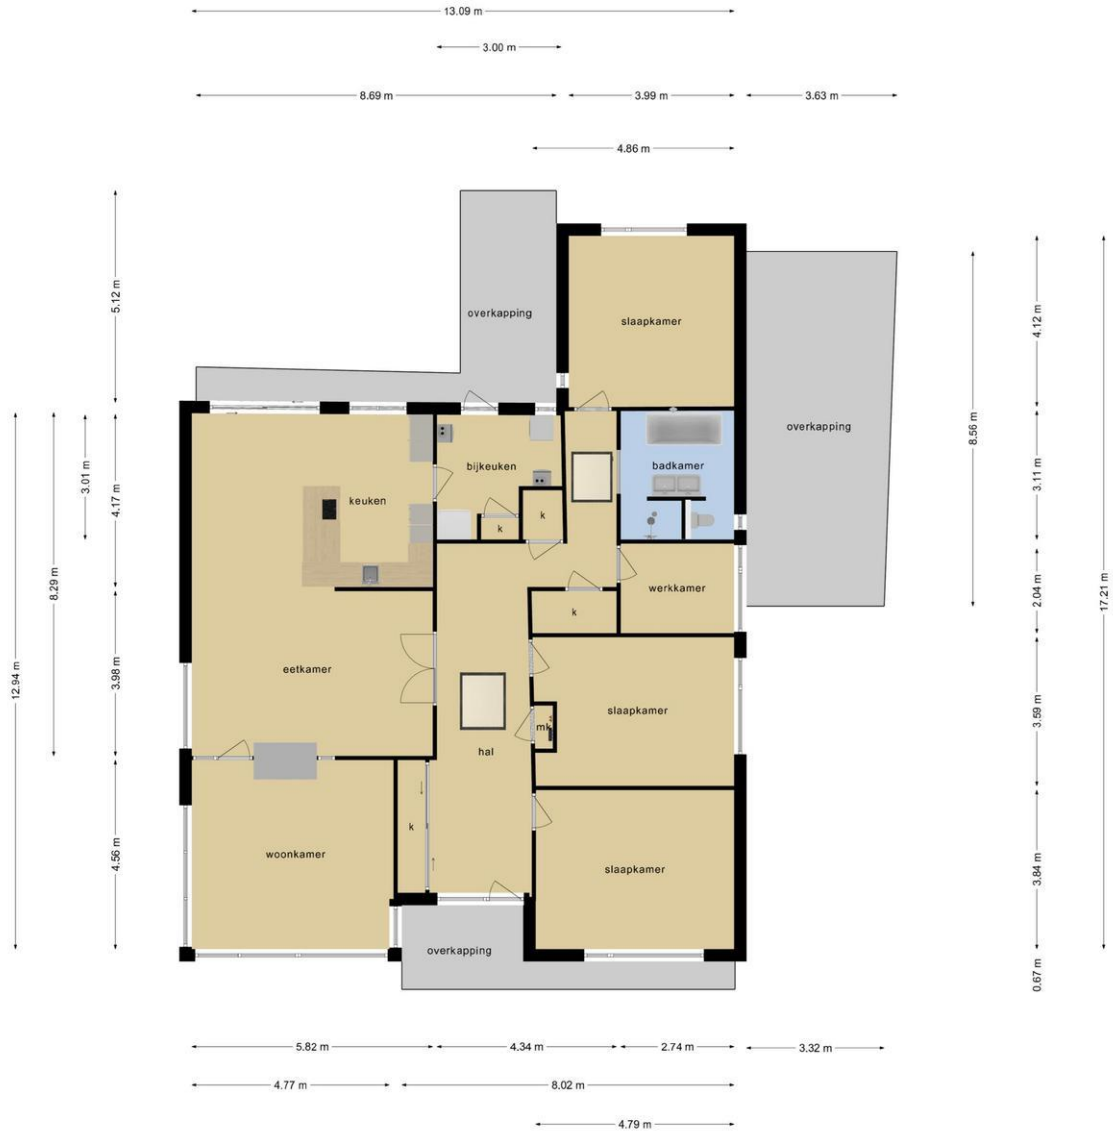 13.09 m
3.00 m
8.69 m
3.99 m
3.63 m
4.86 m
5.12 m
overkapping
slaapkamer
4.12 m
overkapping
8.56 m
bijkeuken
badkamer
3.01 m
4.17 m
keuken
k
k
3.11 m
17.21 m
8.29 m
werkkamer
2.04 m
k
12.94 m
3.98 m
eetkamer
slaapkamer
3.59 m
mk
hal
4.56 m
woonkamer
k
slaapkamer
3.84 m
overkapping
0.67 m
5.82 m
4.34 m
2.74 m
3.32 m
4.77 m
8.02 m
4.79 m